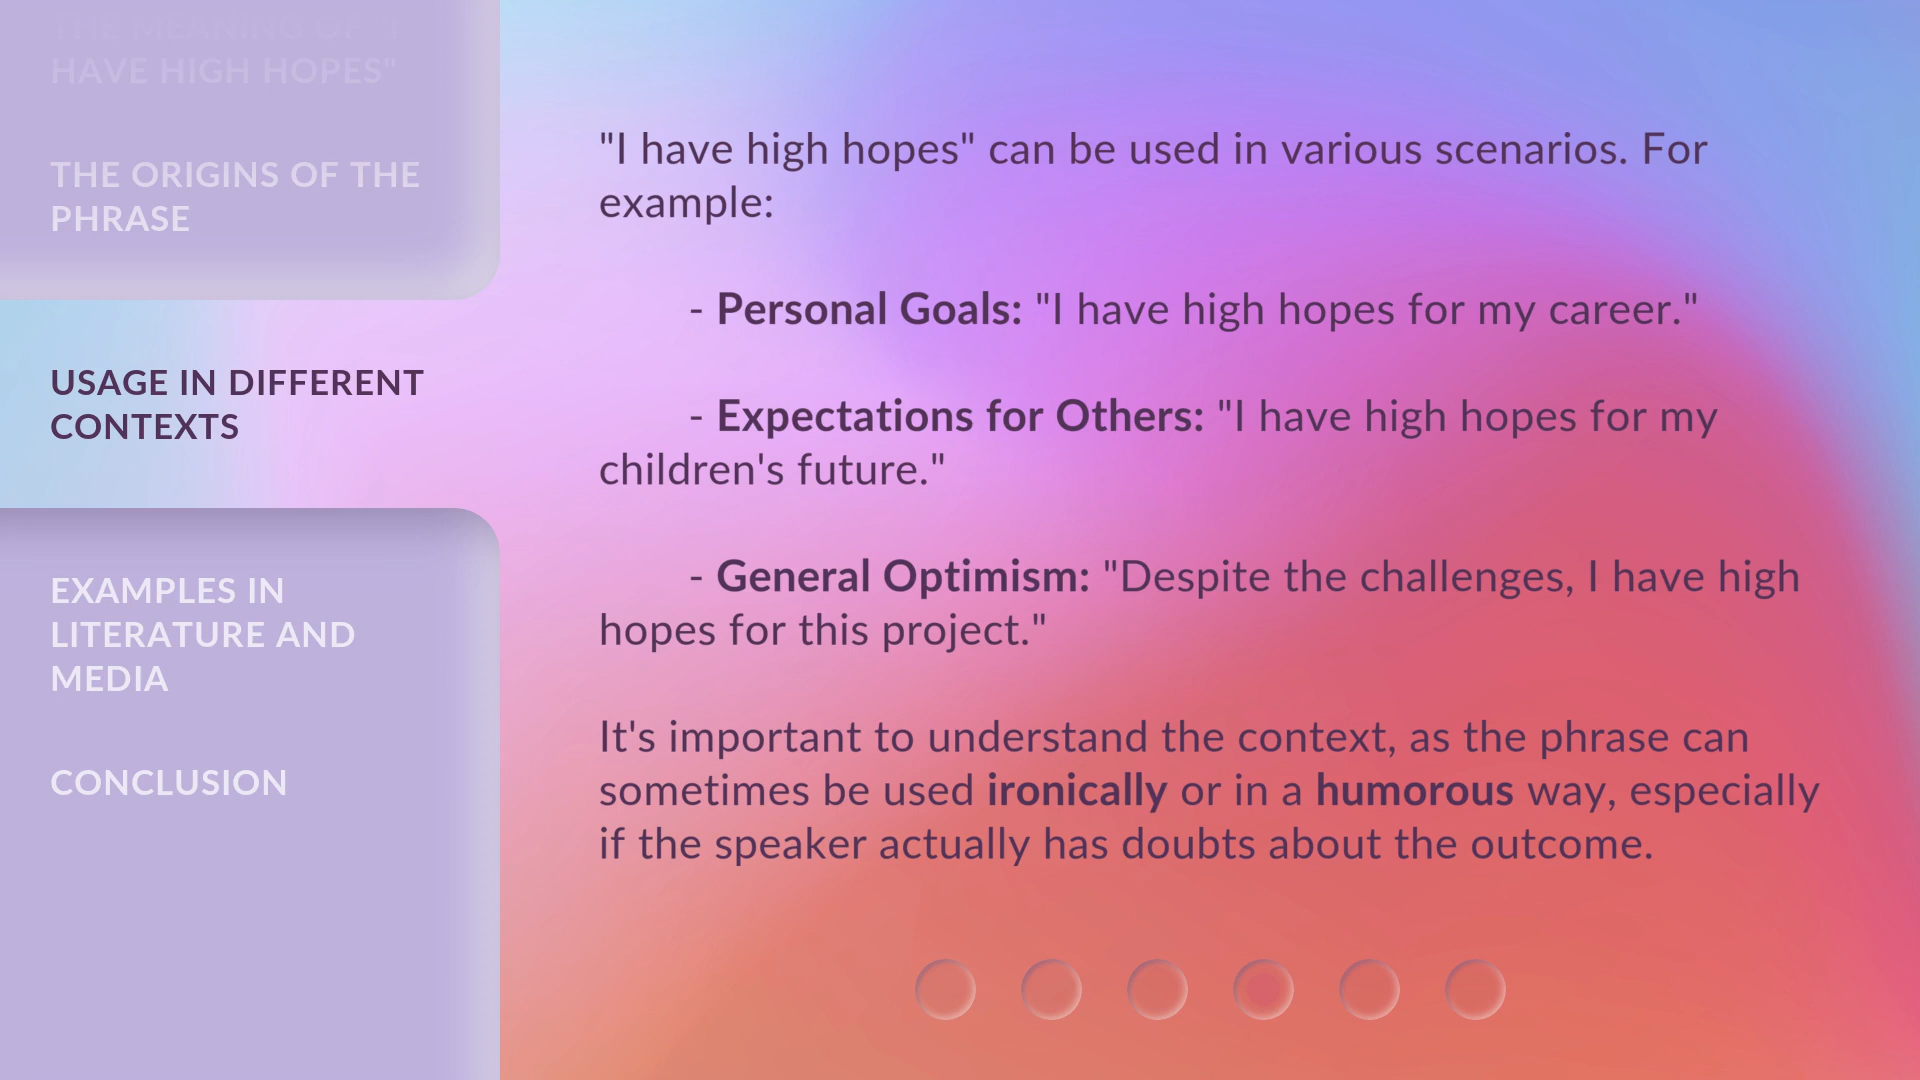 THE MEANING OF "I
HAVE HIGH HOPES"
THE ORIGINS OF THE
PHRASE
USAGE IN DIFFERENT
CONTEXTS
EXAMPLES IN
LITERATURE AND
MEDIA
CONCLUSION
"I have high hopes" can be used in various scenarios. For
example:
- Personal Goals: "I have high hopes for my career."
- Expectations for Others: "I have high hopes for my
children's future."
- General Optimism: "Despite the challenges, I have high
hopes for this project."
It's important to understand the context, as the phrase can
sometimes be used ironically or in a humorous way, especially
if the speaker actually has doubts about the outcome.